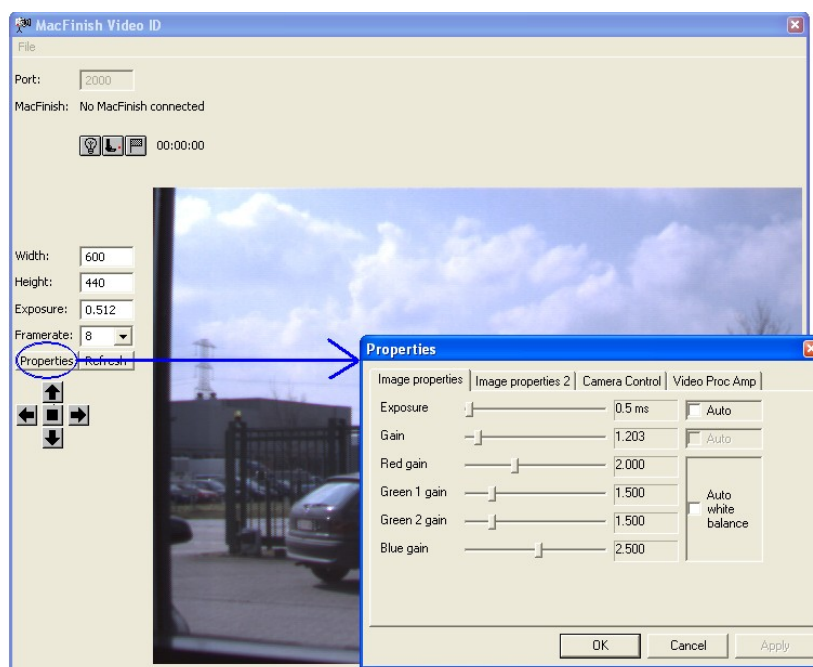 MacFinish Video ID
File
Port: 2000
MacFinish: No MacFinish connected
00:00:00
Width: 600
Height: 440
Exposure: 0.512
Framerate: 8
Properties Refresh
Properties
Image properties Image properties 2 Camera Control Video Proc Amp
Exposure 0.5 ms Auto
Gain 1.203 Auto
Red gain 2.000
Green 1 gain 1.500 Auto
white
Green 2 gain 1.500 balance
Blue gain 2.500
OK Cancel Apply